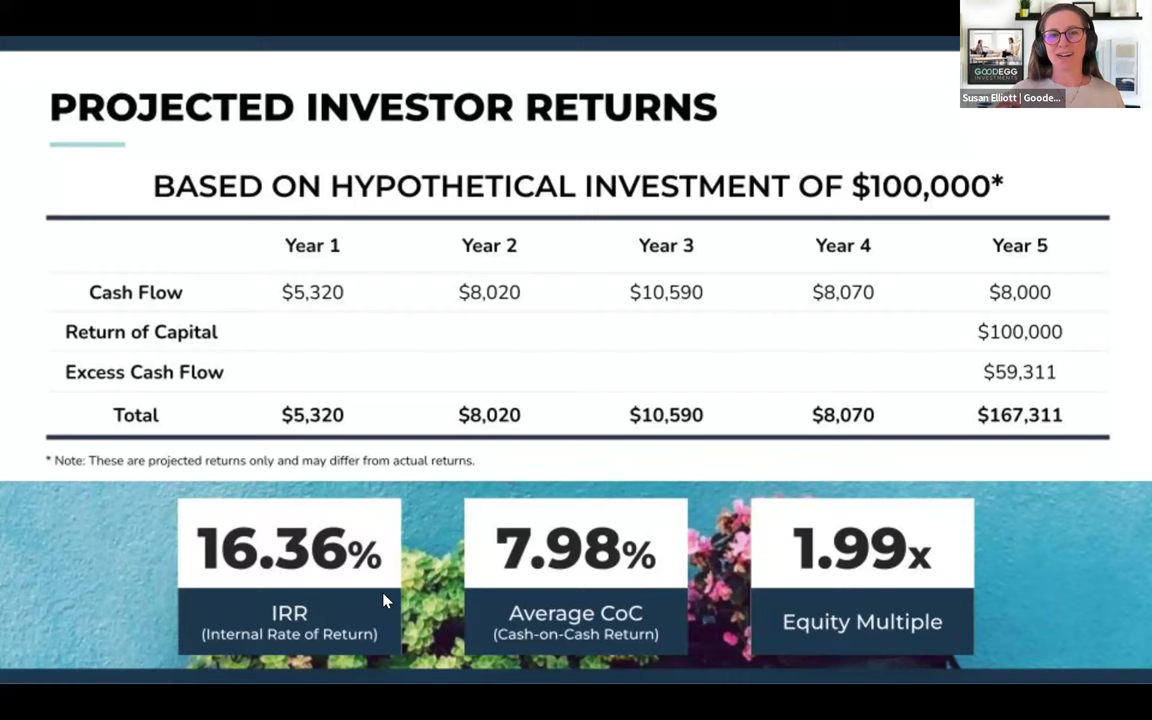 GOODEGG
INVESTMENTS
Susan Elliott | Goode...
PROJECTED INVESTOR RETURNS
BASED ON HYPOTHETICAL INVESTMENT OF $100,000*
Year 1 Year 2 Year 3 Year 4 Year 5
Cash Flow $5,320 $8,020 $10,590 $8,070 $8,000
Return of Capital $100,000
Excess Cash Flow $59,311
Total $5,320 $8,020 $10,590 $8,070 $167,311
* Note: These are projected returns only and may differ from actual returns.
16.36% 7.98% 1.99x
IRR
(Internal Rate of Return)
Average CoC
(Cash-on-Cash Return)
Equity Multiple